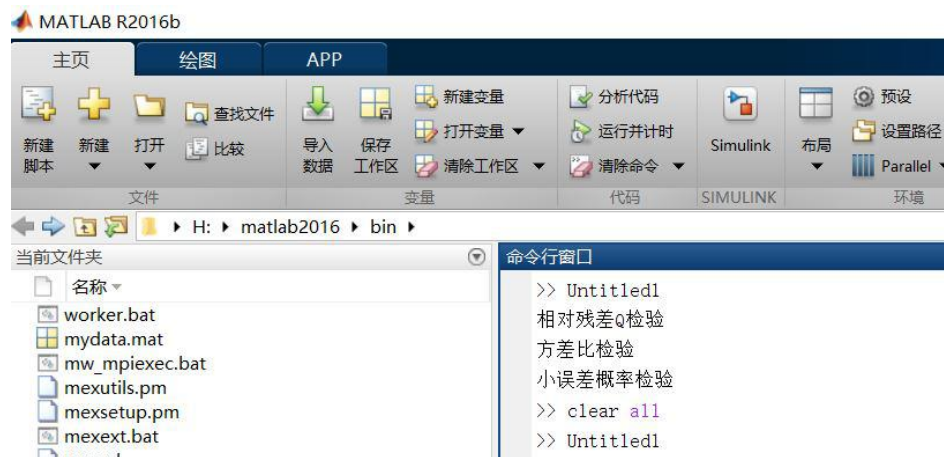 MATLAB R2016b
主页 绘图 APP
新建脚本 新建 打开 查找文件 比较
导入数据 保存工作区 新建变量 打开变量 清除工作区
分析代码 运行并计时 清除命令
Simulink 布局 预设 设置路径 Parallel
文件 变量 代码 SIMULINK 环境
H: matlab2016 bin
当前文件夹
名称
worker.bat
mydata.mat
mw_mpiexec.bat
mexutils.pm
mexsetup.pm
mexext.bat
命令行窗口
>> Untitled1
相对残差Q检验
方差比检验
小误差概率检验
>> clear all
>> Untitled1